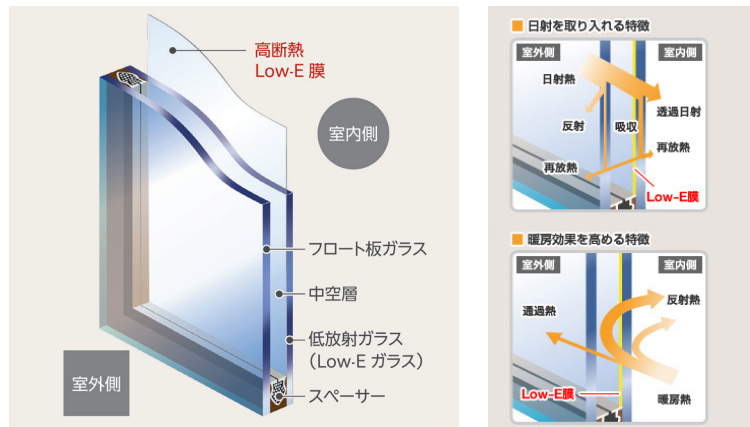 高断熱
Low-E 膜
室内側
フロート板ガラス
中空層
低放射ガラス
（Low-E ガラス）
スペーサー
室外側
日射を取り入れる特徴
室外側
室内側
日射熱
透過日射
反射
吸収
再放熱
再放熱
Low-E膜
暖房効果を高める特徴
室外側
室内側
反射熱
通過熱
Low-E膜
暖房熱